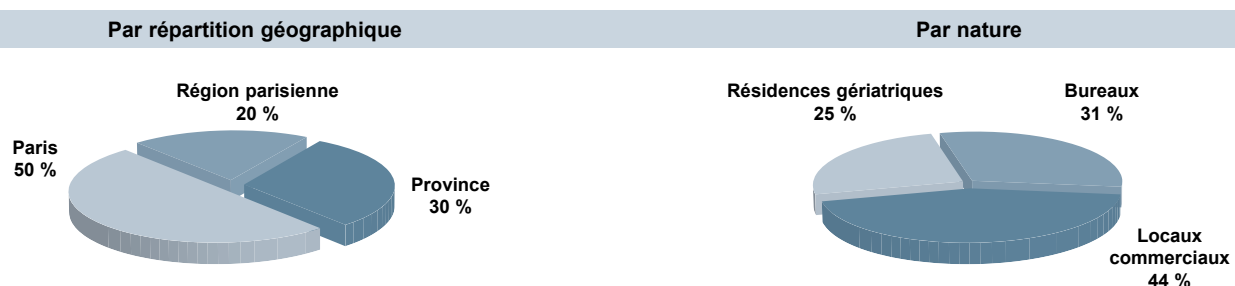 Par répartition géographique
Région parisienne
20 %
Paris
50 %
Province
30 %
Par nature
Résidences gériatriques
25 %
Bureaux
31 %
Locaux
commerciaux
44 %